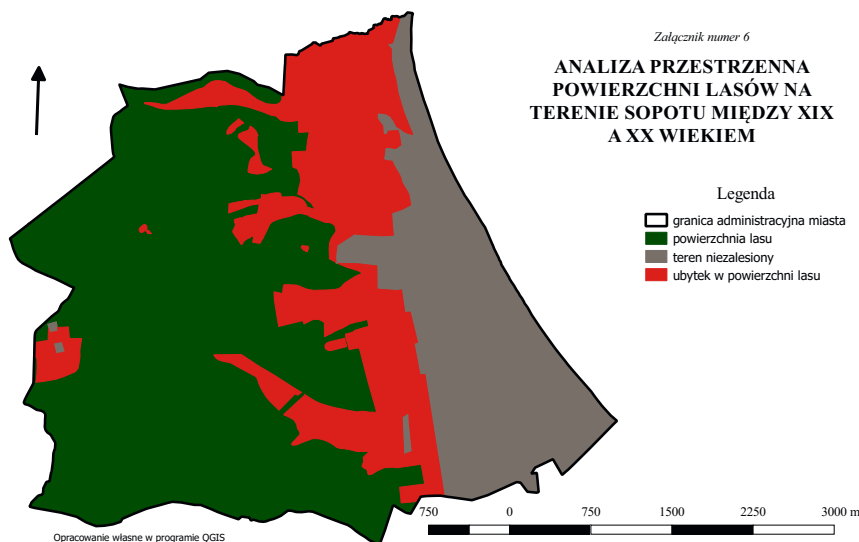 Załącznik numer 6
ANALIZA PRZESTRZENNA
POWIERZCHNI LASÓW NA
TERENIE SOPOTU MIĘDZY XIX
A XX WIEKIEM
Legenda
granica administracyjna miasta
powierzchnia lasu
teren niezalesiony
ubytek w powierzchni lasu
750 0 750 1500 2250 3000 m
Opracowanie własne w programie QGIS